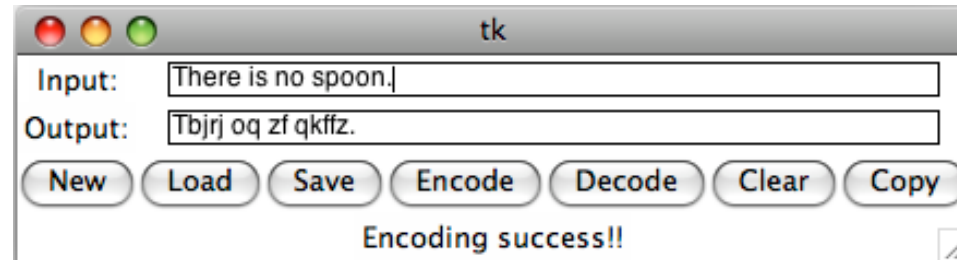 tk
Input: There is no spoon.
Output: Tbjrj oq zf qkffz.
New Load Save Encode Decode Clear Copy
Encoding success!!